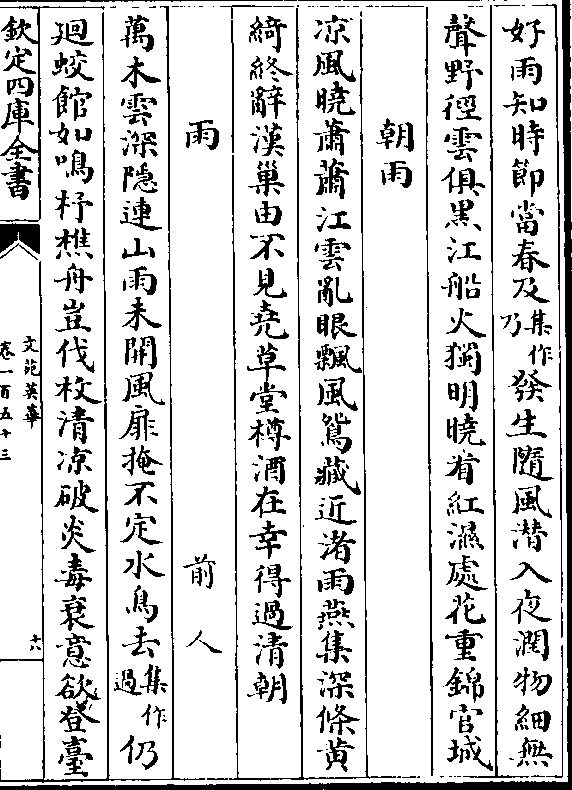 好雨知時節當春及集作乃發生隨風潜入夜潤物細無
聲野徑雲俱黒江船火獨明曉看紅濕處花重錦官城
朝雨
凉風曉蕭蕭江雲亂眼飄風鴛藏近渚雨燕集深條黄
綺終辭漢巢由不見堯草堂樽酒在幸得過清朝
雨
前人
萬木雲深隠連山雨未開風扉掩不定水鳥去集作過仍
廻蛟館如鳴杼樵舟豈伐枚清凉破炎毒衰意欲登臺
欽定四庫全書
文苑英華
卷一百五十三
十六